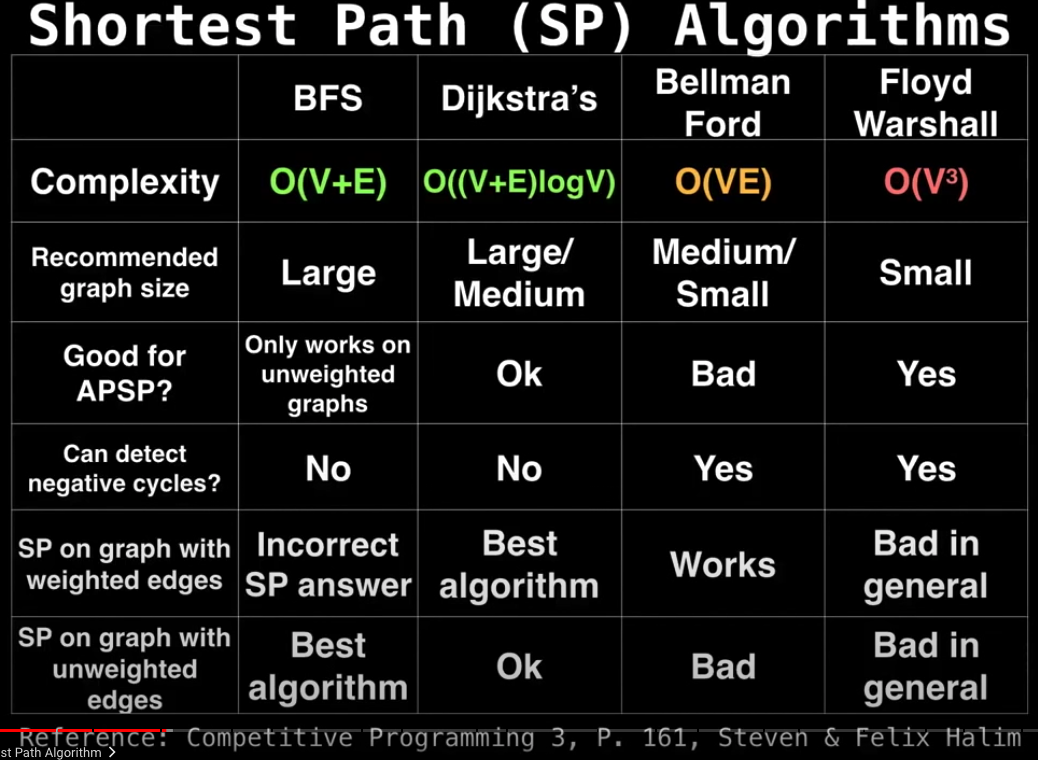 Shortest Path (SP) Algorithms
BFS
Dijkstra's
Bellman
Ford
Floyd
Warshall
Complexity
O(V+E)
O((V+E)logV)
O(VE)
O(V³)
Recommended
graph size
Large
Large/
Medium
Medium/
Small
Small
Good for
APSP?
Only works on
unweighted
graphs
Ok
Bad
Yes
Can detect
negative cycles?
No
No
Yes
Yes
SP on graph with
weighted edges
Incorrect
SP answer
Best
algorithm
Works
Bad in
general
SP on graph with
unweighted
edges
Best
algorithm
Ok
Bad
Bad in
general
Reference: Competitive Programming 3, P. 161, Steven & Felix Halim
st Path Algorithm >